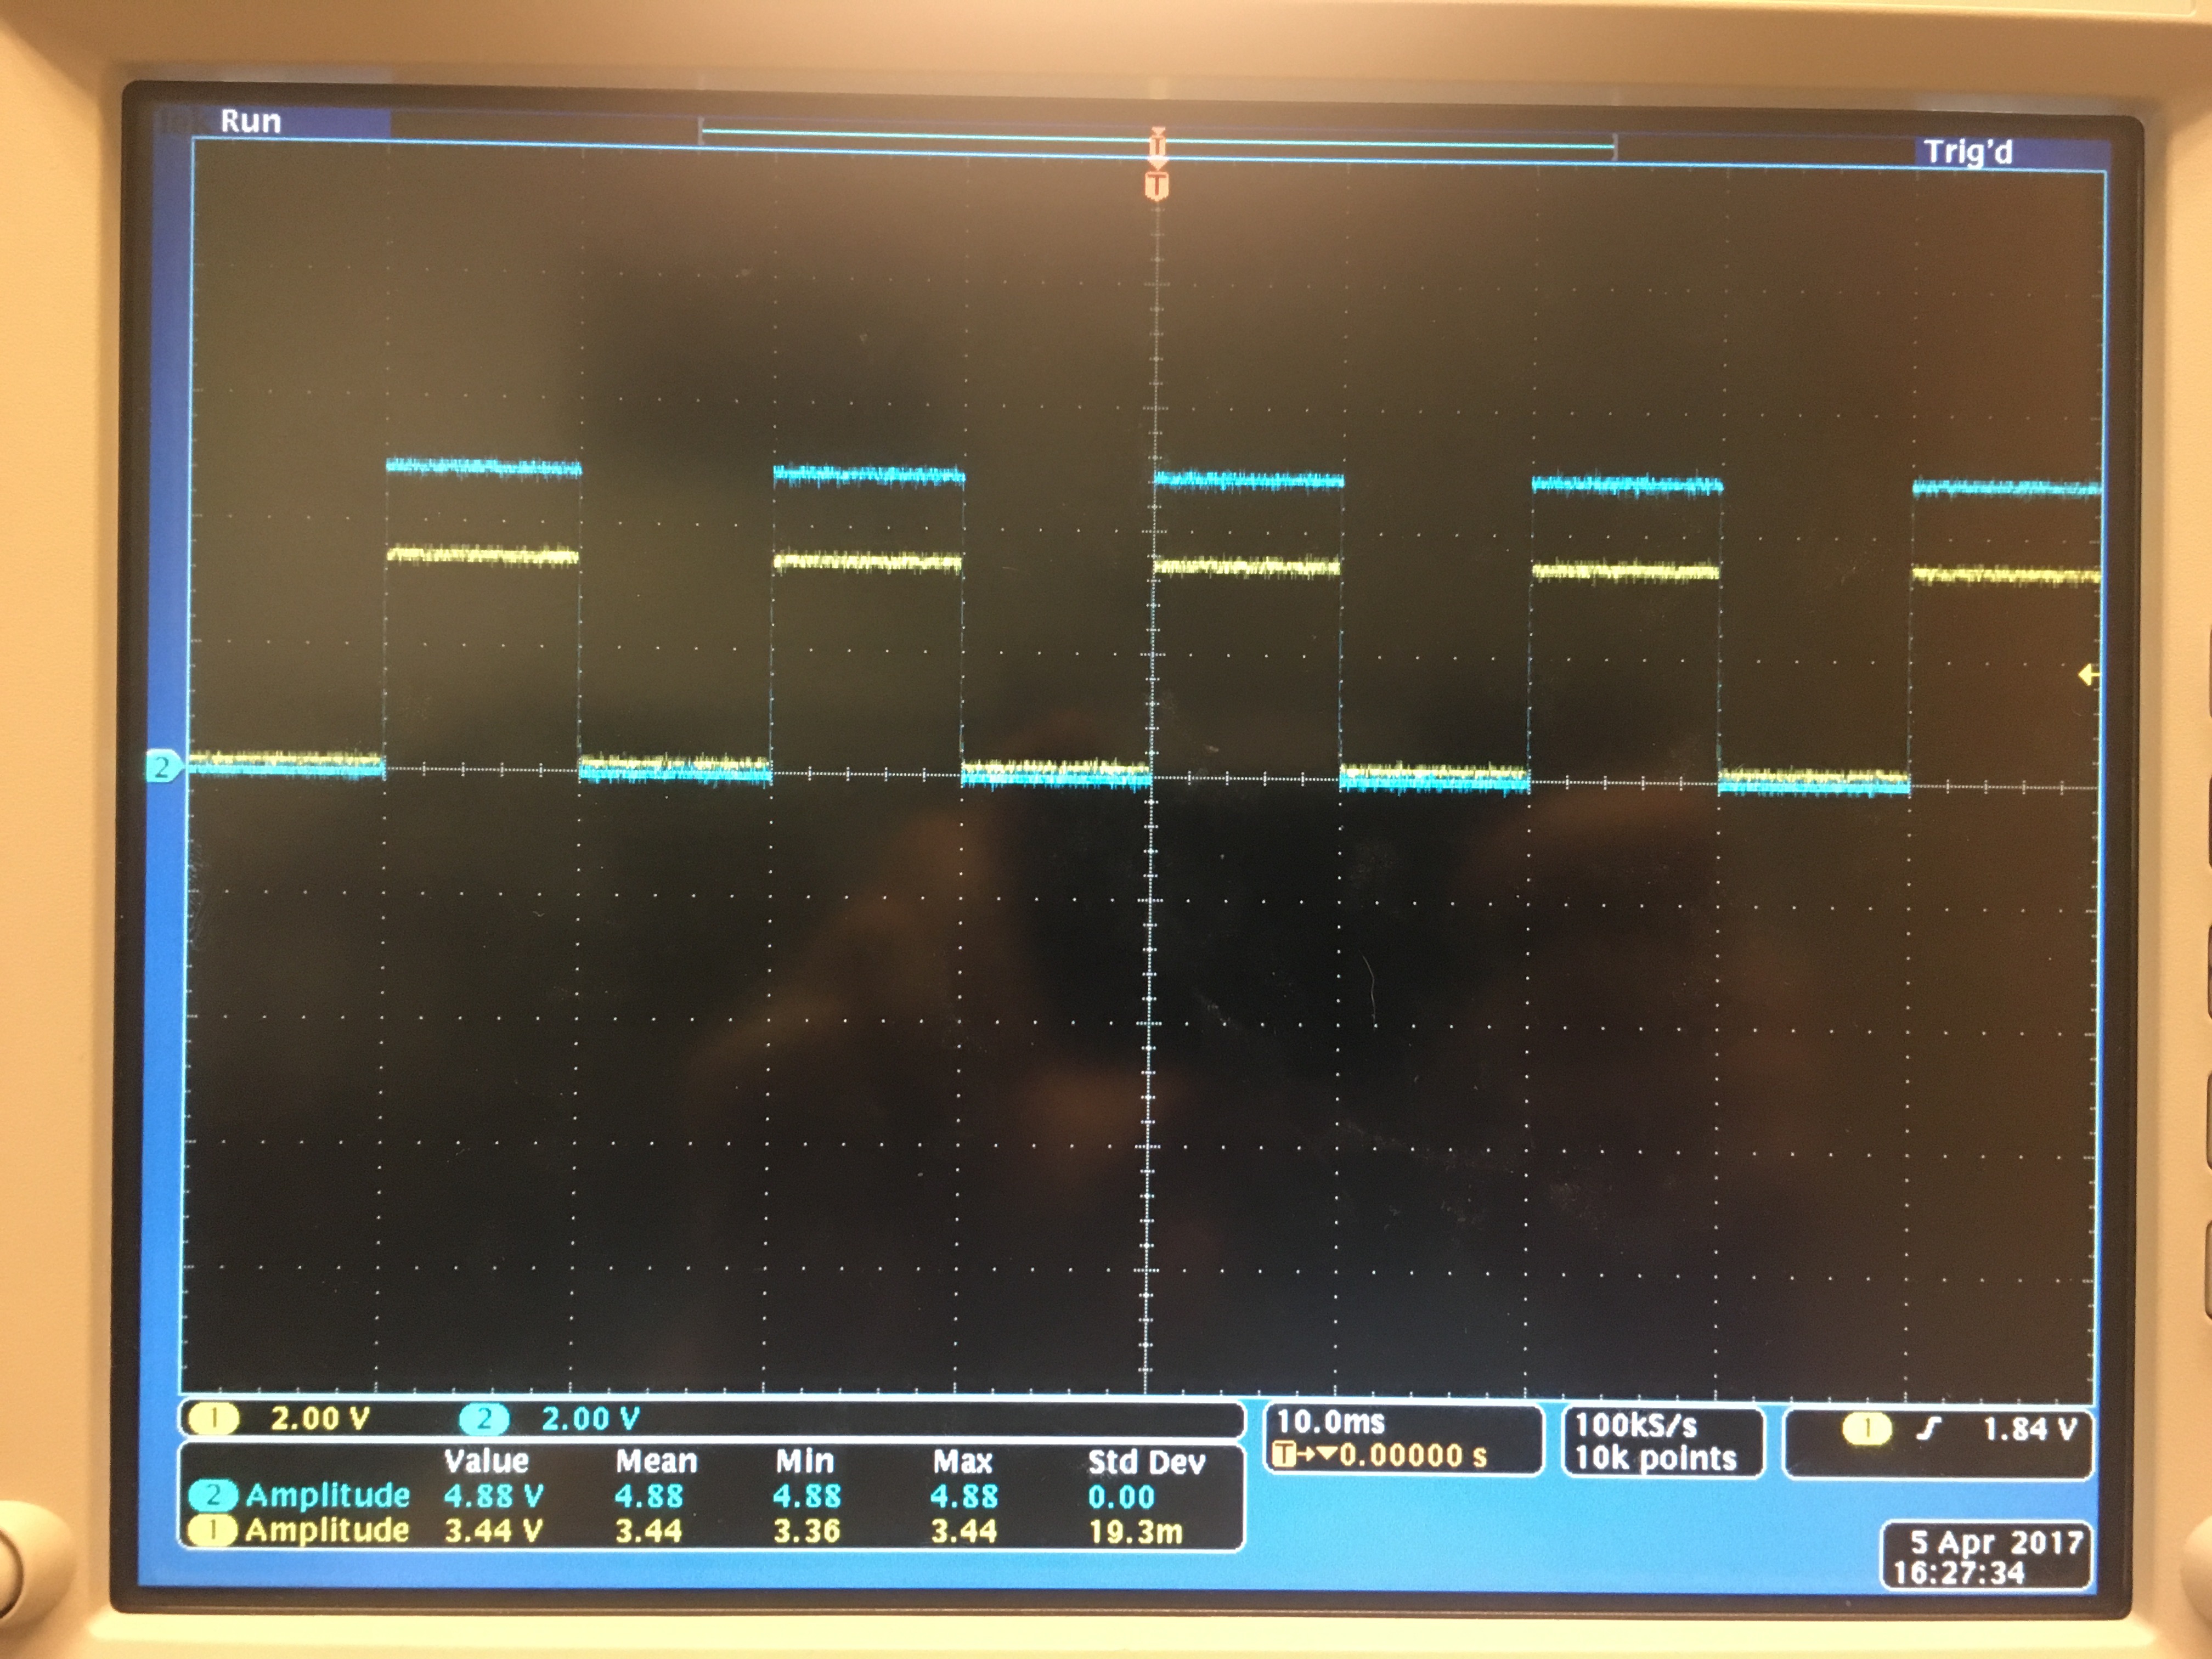 Run
T
Trig'd
T
2
1 2.00 V 2 2.00 V
Value Mean Min Max Std Dev
2 Amplitude 4.88 V 4.88 4.88 4.88 0.00
1 Amplitude 3.44 V 3.44 3.36 3.44 19.3m
10.0ms
T→▼0.00000 s
100kS/s
10k points
1 1.84 V
5 Apr 2017
16:27:34